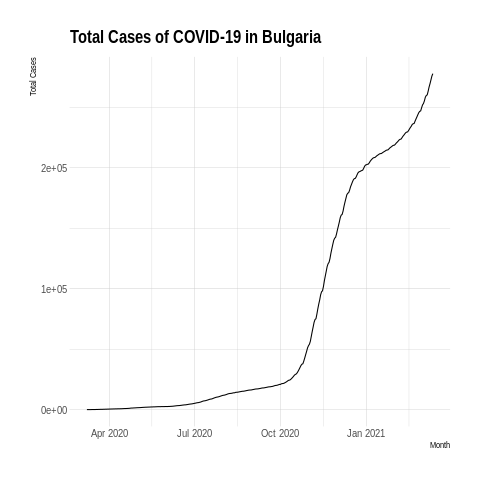 Total Cases of COVID-19 in Bulgaria
Total Cases
2e+05
1e+05
0e+00
Apr 2020 Jul 2020 Oct 2020 Jan 2021
Month